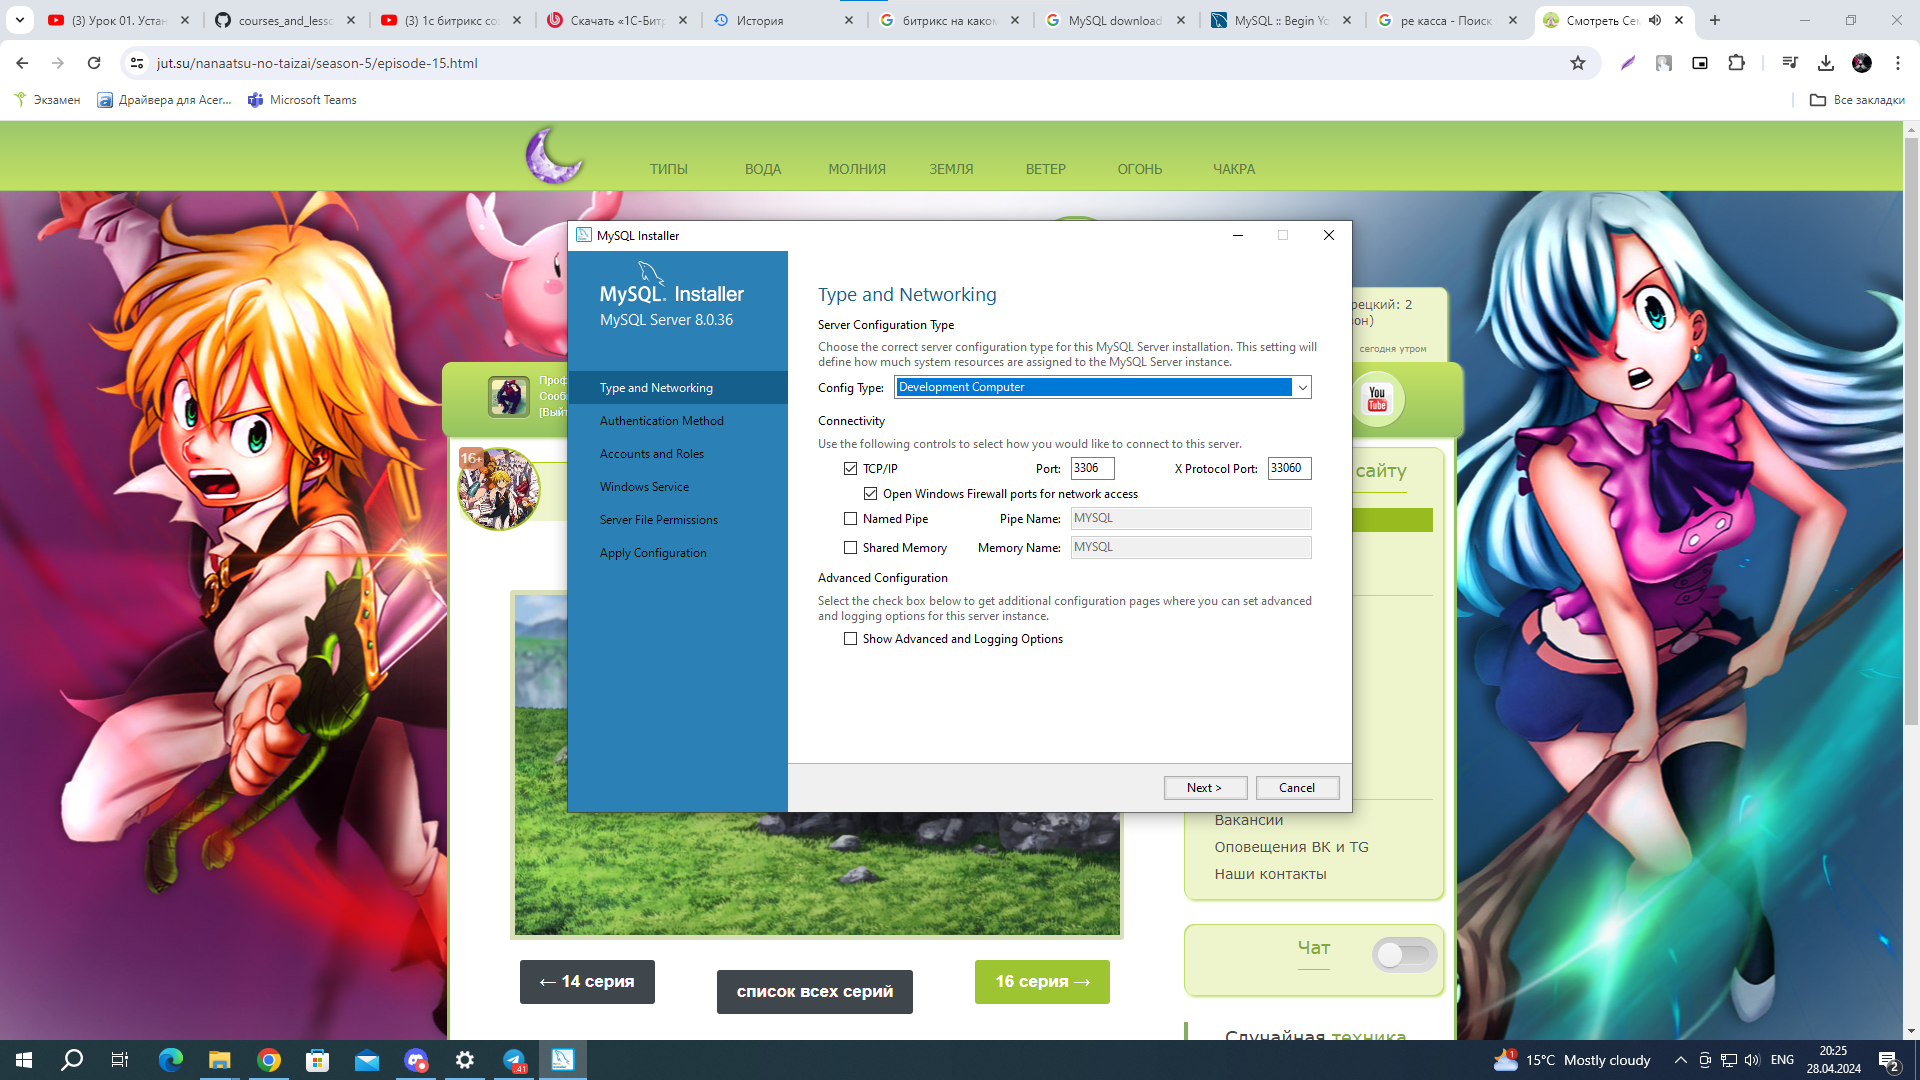 (3) Урок 01. Устан
courses_and_lesso
(3) 1с битрикс со
Скачать «1С-Битр
История
битрикс на каком
MySQL download
MySQL :: Begin Yo
ре касса - Поиск
Смотреть Сем
jut.su/nanaatsu-no-taizai/season-5/episode-15.html
Экзамен
Драйвера для Acer...
Microsoft Teams
Все закладки
ТИПЫ
ВОДА
МОЛНИЯ
ЗЕМЛЯ
ВЕТЕР
ОГОНЬ
ЧАКРА
MySQL Installer
MySQL Installer
MySQL Server 8.0.36
Type and Networking
Authentication Method
Accounts and Roles
Windows Service
Server File Permissions
Apply Configuration
Type and Networking
Server Configuration Type
Choose the correct server configuration type for this MySQL Server installation. This setting will
define how much system resources are assigned to the MySQL Server instance.
Config Type: Development Computer
Connectivity
Use the following controls to select how you would like to connect to this server.
TCP/IP Port: 3306 X Protocol Port: 33060
Open Windows Firewall ports for network access
Named Pipe Pipe Name: MYSQL
Shared Memory Memory Name: MYSQL
Advanced Configuration
Select the check box below to get additional configuration pages where you can set advanced
and logging options for this server instance.
Show Advanced and Logging Options
Next >
Cancel
рецкий: 2
зон)
сегодня утром
Проф
Сооб
[Выйт
You
Tube
16+
сайту
Вакансии
Оповещения ВК и TG
Наши контакты
Чат
← 14 серия
список всех серий
16 серия →
Случайная техника
Installer
41
1
15°C Mostly cloudy
ENG
20:25
28.04.2024
2